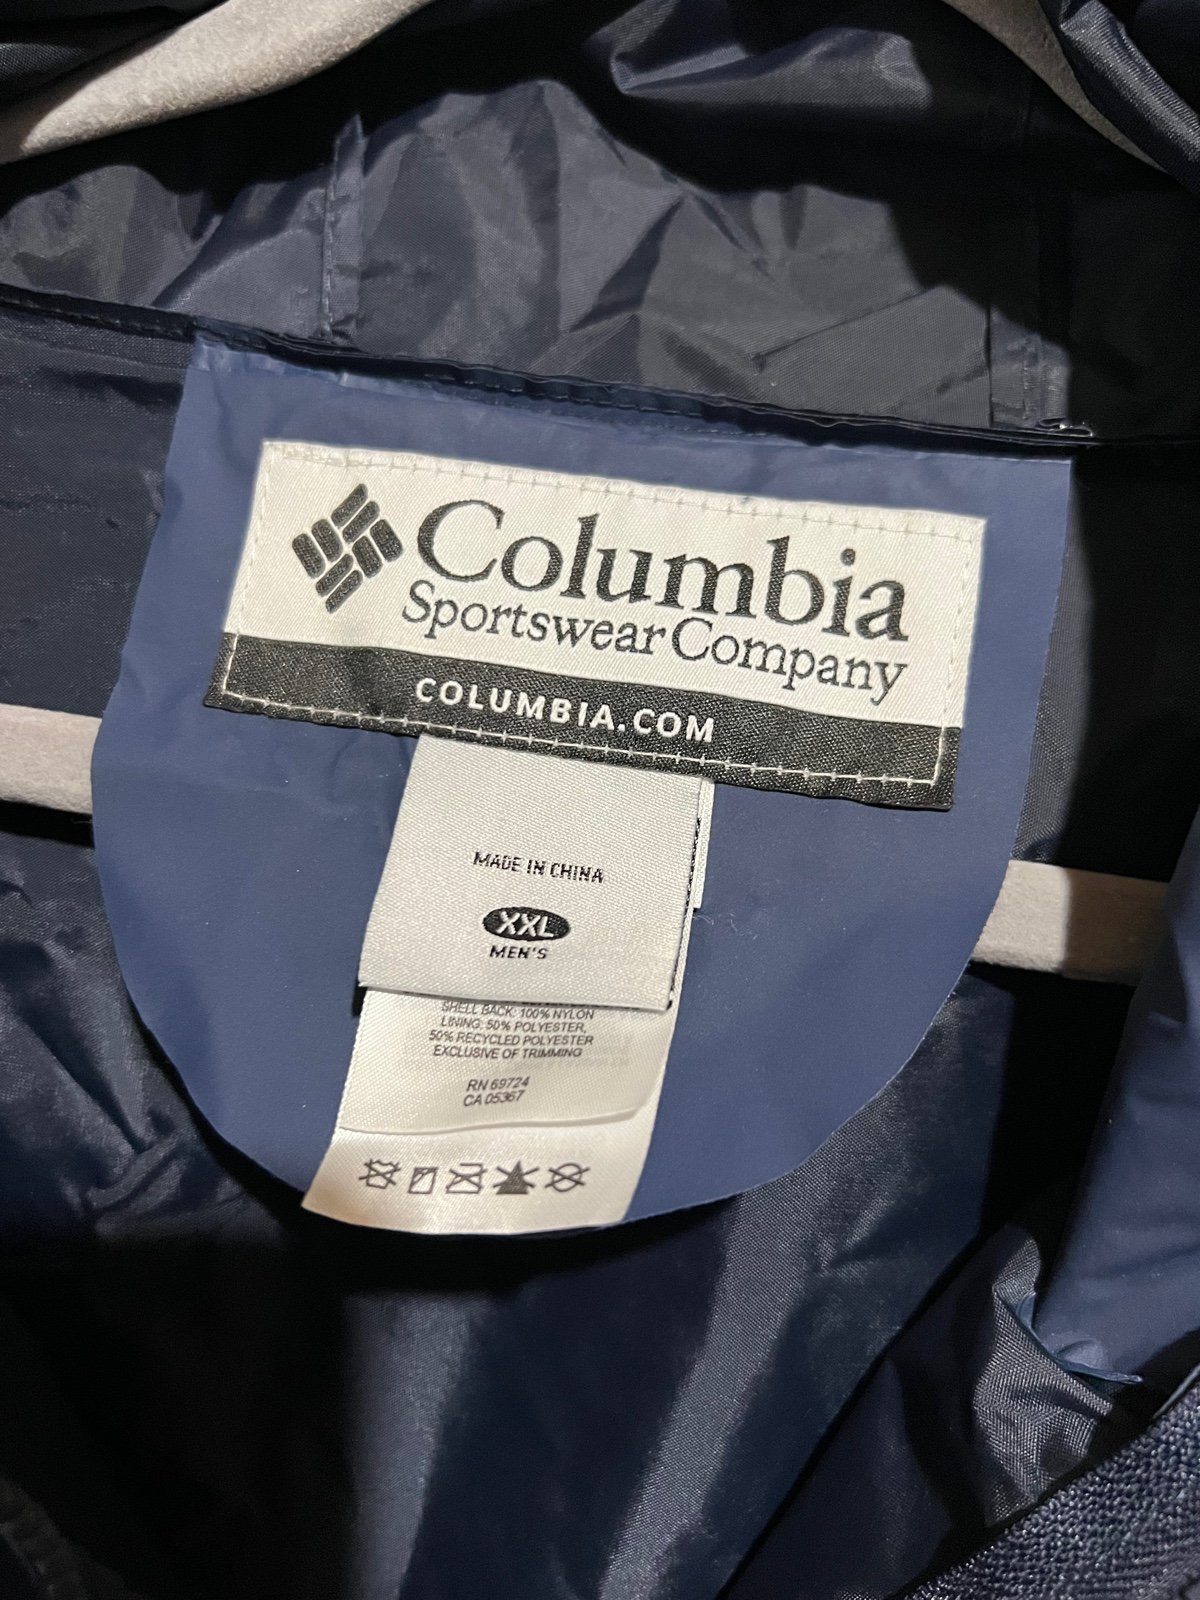 Columbia
Sportswear Company
COLUMBIA.COM
MADE IN CHINA
XXL
MEN'S
SHELL BACK: 100% NYLON
LINING: 50% POLYESTER,
50% RECYCLED POLYESTER
EXCLUSIVE OF TRIMMING
RN 69724
CA 05367